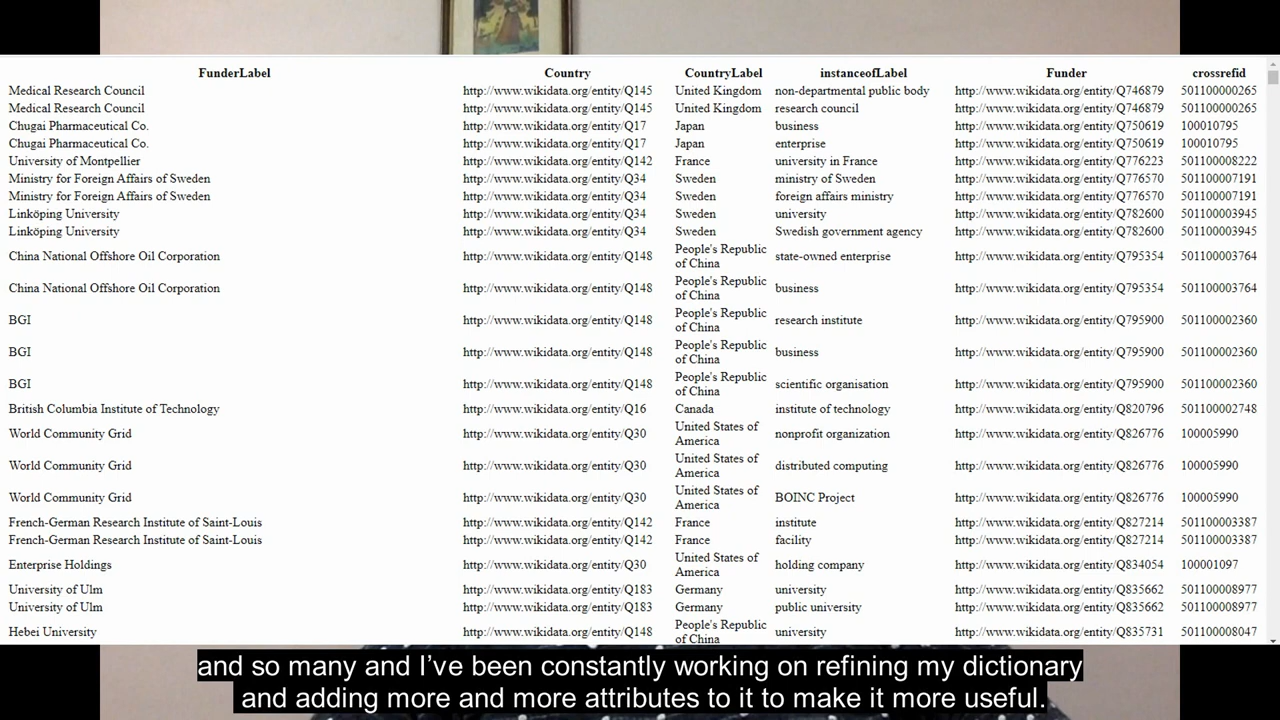 FunderLabel Country CountryLabel instanceofLabel Funder crossrefid
Medical Research Council http://www.wikidata.org/entity/Q145 United Kingdom non-departmental public body http://www.wikidata.org/entity/Q746879 501100000265
Medical Research Council http://www.wikidata.org/entity/Q145 United Kingdom research council http://www.wikidata.org/entity/Q746879 501100000265
Chugai Pharmaceutical Co. http://www.wikidata.org/entity/Q17 Japan business http://www.wikidata.org/entity/Q750619 100010795
Chugai Pharmaceutical Co. http://www.wikidata.org/entity/Q17 Japan enterprise http://www.wikidata.org/entity/Q750619 100010795
University of Montpellier http://www.wikidata.org/entity/Q142 France university in France http://www.wikidata.org/entity/Q776223 501100008222
Ministry for Foreign Affairs of Sweden http://www.wikidata.org/entity/Q34 Sweden ministry of Sweden http://www.wikidata.org/entity/Q776570 501100007191
Ministry for Foreign Affairs of Sweden http://www.wikidata.org/entity/Q34 Sweden foreign affairs ministry http://www.wikidata.org/entity/Q776570 501100007191
Linköping University http://www.wikidata.org/entity/Q34 Sweden university http://www.wikidata.org/entity/Q782600 501100003945
Linköping University http://www.wikidata.org/entity/Q34 Sweden Swedish government agency http://www.wikidata.org/entity/Q782600 501100003945
China National Offshore Oil Corporation http://www.wikidata.org/entity/Q148 People's Republic of China state-owned enterprise http://www.wikidata.org/entity/Q795354 501100003764
China National Offshore Oil Corporation http://www.wikidata.org/entity/Q148 People's Republic of China business http://www.wikidata.org/entity/Q795354 501100003764
BGI http://www.wikidata.org/entity/Q148 People's Republic of China research institute http://www.wikidata.org/entity/Q795900 501100002360
BGI http://www.wikidata.org/entity/Q148 People's Republic of China business http://www.wikidata.org/entity/Q795900 501100002360
BGI http://www.wikidata.org/entity/Q148 People's Republic of China scientific organisation http://www.wikidata.org/entity/Q795900 501100002360
British Columbia Institute of Technology http://www.wikidata.org/entity/Q16 Canada institute of technology http://www.wikidata.org/entity/Q820796 501100002748
World Community Grid http://www.wikidata.org/entity/Q30 United States of America nonprofit organization http://www.wikidata.org/entity/Q826776 100005990
World Community Grid http://www.wikidata.org/entity/Q30 United States of America distributed computing http://www.wikidata.org/entity/Q826776 100005990
World Community Grid http://www.wikidata.org/entity/Q30 United States of America BOINC Project http://www.wikidata.org/entity/Q826776 100005990
French-German Research Institute of Saint-Louis http://www.wikidata.org/entity/Q142 France institute http://www.wikidata.org/entity/Q827214 501100003387
French-German Research Institute of Saint-Louis http://www.wikidata.org/entity/Q142 France facility http://www.wikidata.org/entity/Q827214 501100003387
Enterprise Holdings http://www.wikidata.org/entity/Q30 United States of America holding company http://www.wikidata.org/entity/Q834054 100001097
University of Ulm http://www.wikidata.org/entity/Q183 Germany university http://www.wikidata.org/entity/Q835662 501100008977
University of Ulm http://www.wikidata.org/entity/Q183 Germany public university http://www.wikidata.org/entity/Q835662 501100008977
Hebei University http://www.wikidata.org/entity/Q148 People's Republic of China university http://www.wikidata.org/entity/Q835731 501100008047
and so many and I’ve been constantly working on refining my dictionary
and adding more and more attributes to it to make it more useful.